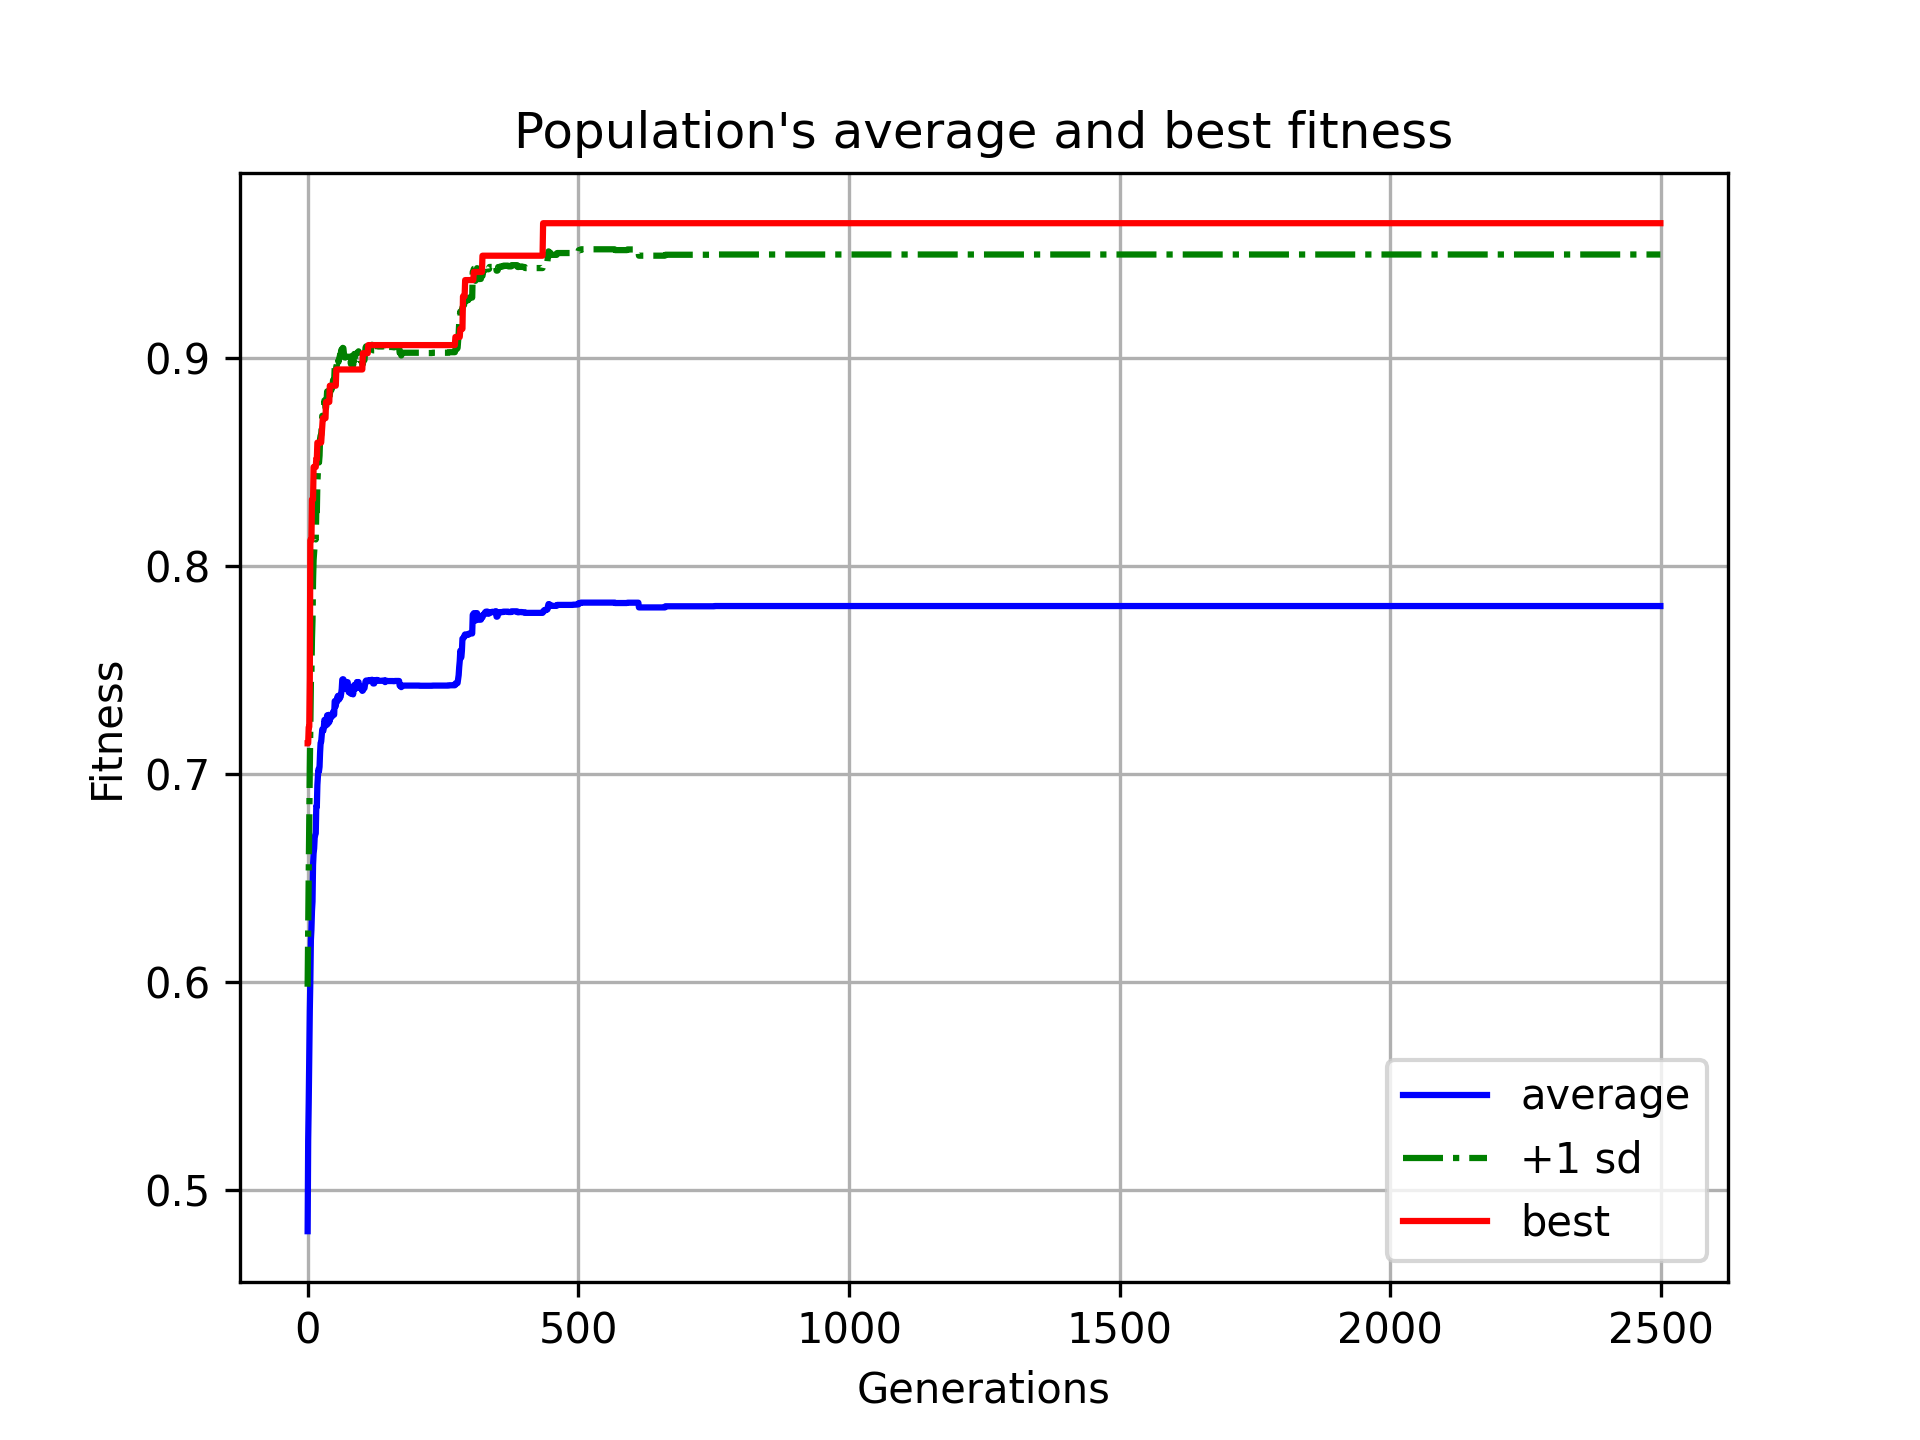 Population's average and best fitness
Fitness
0.9
0.8
0.7
0.6
0.5
0
500
1000
1500
2000
2500
Generations
average
+1 sd
best